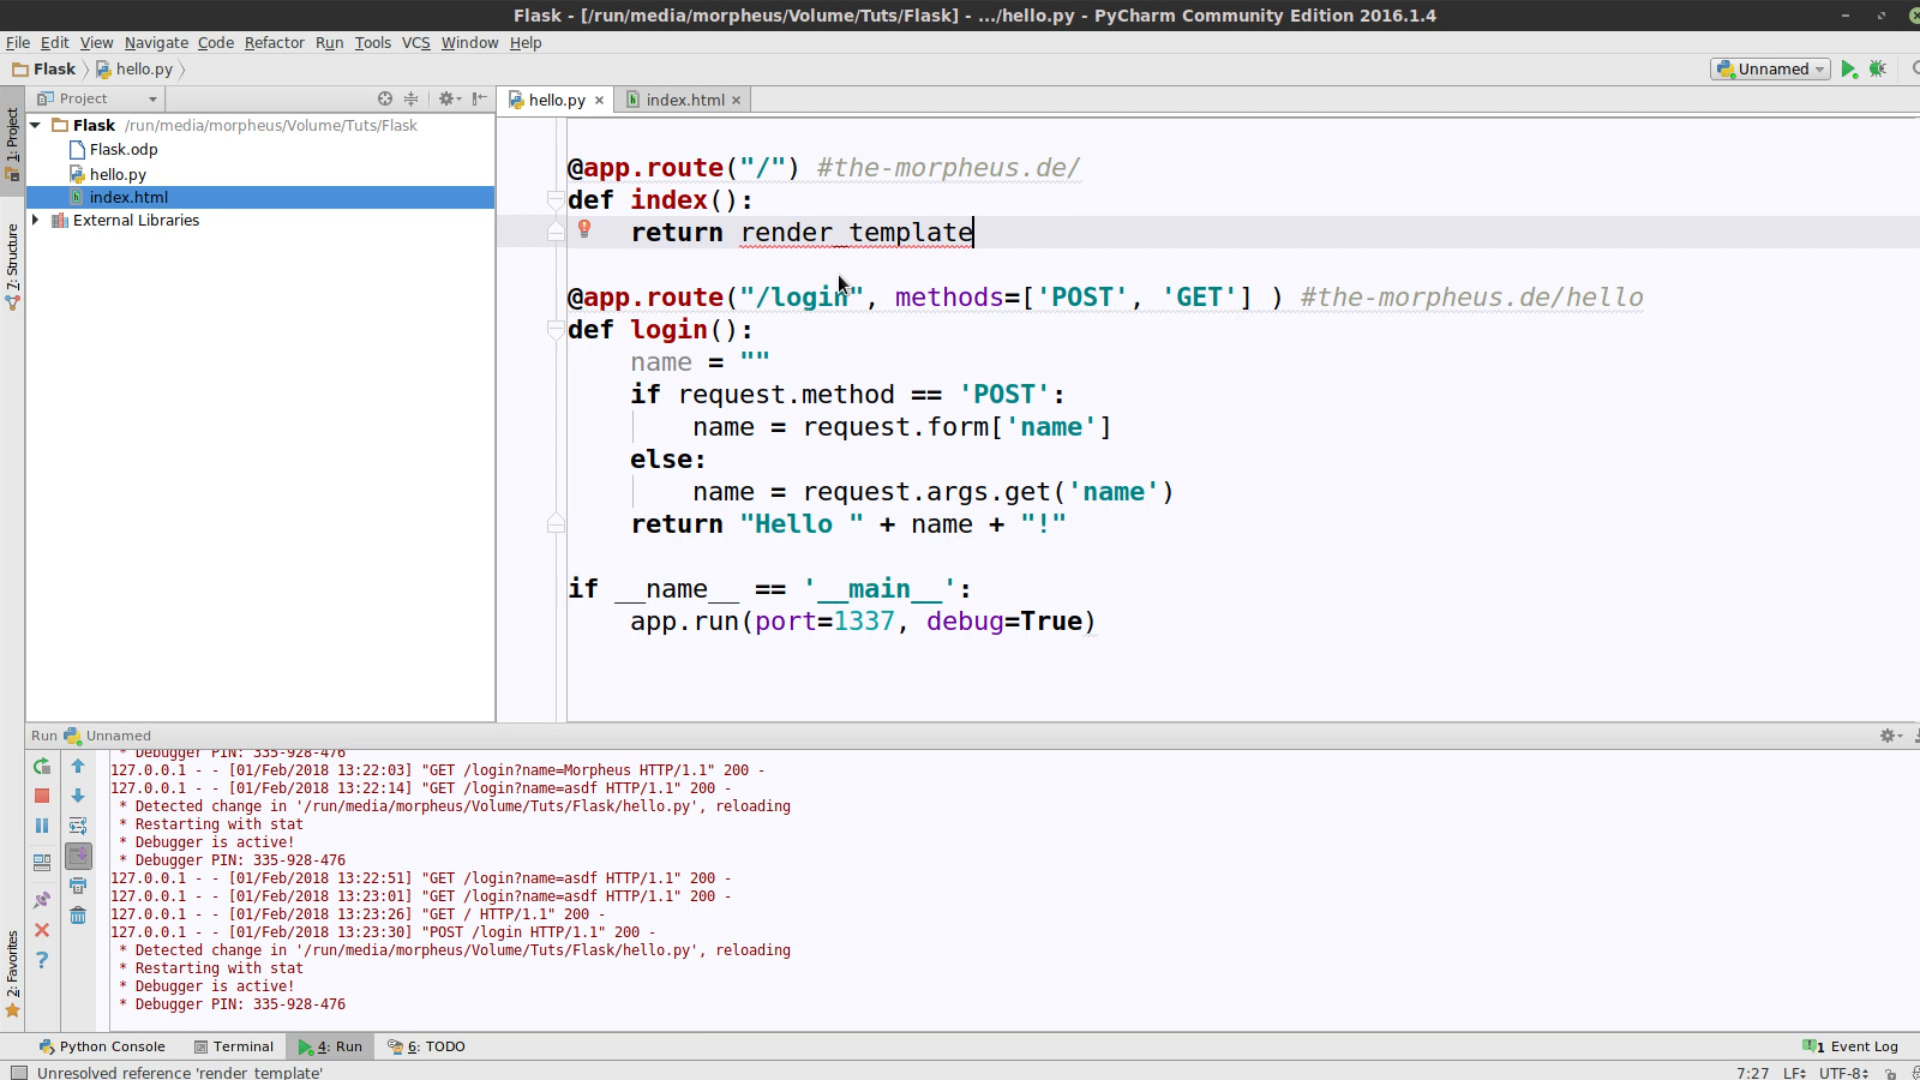 Flask - [/run/media/morpheus/Volume/Tuts/Flask] - .../hello.py - PyCharm Community Edition 2016.1.4
File Edit View Navigate Code Refactor Run Tools VCS Window Help
Flask hello.py
Unnamed
1: Project
Project
hello.py
index.html
Flask /run/media/morpheus/Volume/Tuts/Flask
Flask.odp
hello.py
index.html
External Libraries
7: Structure
@app.route("/") #the-morpheus.de/
def index():
return render_template
@app.route("/login", methods=['POST', 'GET'] ) #the-morpheus.de/hello
def login():
name = ""
if request.method == 'POST':
name = request.form['name']
else:
name = request.args.get('name')
return "Hello " + name + "!"
if __name__ == '__main__':
app.run(port=1337, debug=True)
Run Unnamed
* Debugger PIN: 335-928-476
127.0.0.1 - - [01/Feb/2018 13:22:03] "GET /login?name=Morpheus HTTP/1.1" 200 -
127.0.0.1 - - [01/Feb/2018 13:22:14] "GET /login?name=asdf HTTP/1.1" 200 -
* Detected change in '/run/media/morpheus/Volume/Tuts/Flask/hello.py', reloading
* Restarting with stat
* Debugger is active!
* Debugger PIN: 335-928-476
127.0.0.1 - - [01/Feb/2018 13:22:51] "GET /login?name=asdf HTTP/1.1" 200 -
127.0.0.1 - - [01/Feb/2018 13:23:01] "GET /login?name=asdf HTTP/1.1" 200 -
127.0.0.1 - - [01/Feb/2018 13:23:26] "GET / HTTP/1.1" 200 -
127.0.0.1 - - [01/Feb/2018 13:23:30] "POST /login HTTP/1.1" 200 -
* Detected change in '/run/media/morpheus/Volume/Tuts/Flask/hello.py', reloading
* Restarting with stat
* Debugger is active!
* Debugger PIN: 335-928-476
2: Favorites
Python Console Terminal 4: Run 6: TODO
1 Event Log
Unresolved reference 'render_template'
7:27 LF UTF-8